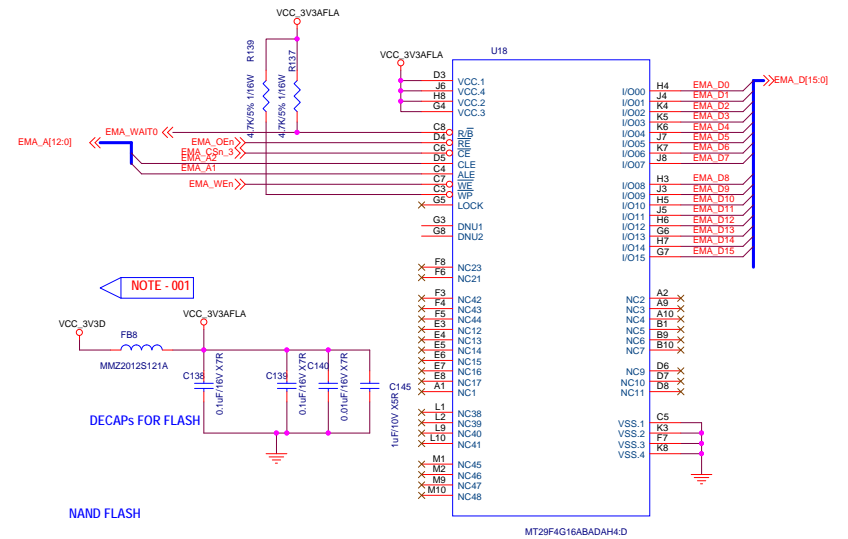 VCC_3V3AFLA
R139
4.7K/5% 1/16W
R137
4.7K/5% 1/16W
VCC_3V3AFLA
U18
EMA_WAIT0
EMA_A[12:0]
EMA_OEn
EMA_CSn_3
EMA_A2
EMA_A1
EMA_WEn
D3 VCC.1
J6 VCC.4
H8 VCC.2
G4 VCC.3
C8 R/B
D4 RE
C6 CE
D5 CLE
C4 ALE
C7 WE
C3 WP
G5 LOCK
G3 DNU1
G8 DNU2
F8 NC23
F6 NC21
F3 NC42
F4 NC43
F5 NC44
E3 NC12
E4 NC13
E5 NC14
E6 NC15
E7 NC16
E8 NC17
A1 NC1
L1 NC38
L2 NC39
L9 NC40
L10 NC41
M1 NC45
M2 NC46
M9 NC47
M10 NC48
EMA_D[15:0]
I/O00 H4 EMA_D0
I/O01 J4 EMA_D1
I/O02 K4 EMA_D2
I/O03 K5 EMA_D3
I/O04 K6 EMA_D4
I/O05 J7 EMA_D5
I/O06 K7 EMA_D6
I/O07 J8 EMA_D7
I/O08 H3 EMA_D8
I/O09 J3 EMA_D9
I/O10 H5 EMA_D10
I/O11 J5 EMA_D11
I/O12 H6 EMA_D12
I/O13 G6 EMA_D13
I/O14 H7 EMA_D14
I/O15 G7 EMA_D15
NC2 A2
NC3 A9
NC4 A10
NC5 B1
NC6 B9
NC7 B10
NC9 D6
NC10 D7
NC11 D8
VSS.1 C5
VSS.2 K3
VSS.3 F7
VSS.4 K8
MT29F4G16ABADAH4:D
NOTE - 001
VCC_3V3D
FB8
MMZ2012S121A
VCC_3V3AFLA
C138
0.1uF/16V X7R
C139
0.1uF/16V X7R
C140
0.01uF/16V X7R
C145
1uF/10V X5R
DECAPs FOR FLASH
NAND FLASH